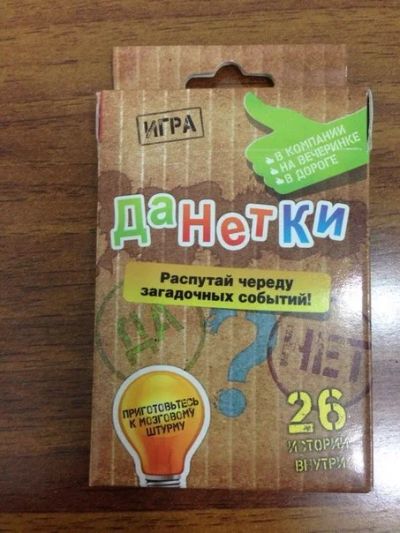 ИГРА
В КОМПАНИИ
НА ВЕЧЕРИНКЕ
В ДОРОГЕ
ДаНетКи
Распутай череду
загадочных событий!
ДА
?
НЕТ
ПРИГОТОВЬТЕСЬ
К МОЗГОВОМУ
ШТУРМУ
26
ИСТОРИЙ
ВНУТРИ